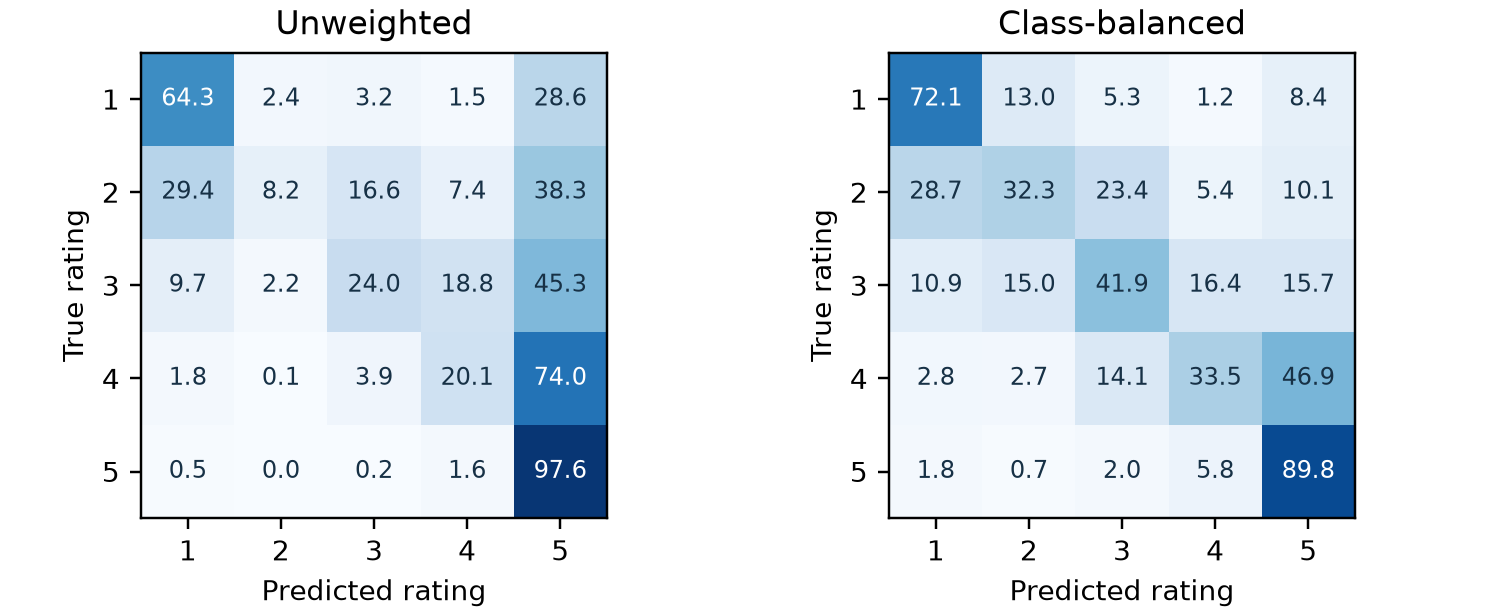 Unweighted
1 64.3 2.4 3.2 1.5 28.6
2 29.4 8.2 16.6 7.4 38.3
3 9.7 2.2 24.0 18.8 45.3
4 1.8 0.1 3.9 20.1 74.0
5 0.5 0.0 0.2 1.6 97.6
1 2 3 4 5
True rating
Predicted rating
Class-balanced
1 72.1 13.0 5.3 1.2 8.4
2 28.7 32.3 23.4 5.4 10.1
3 10.9 15.0 41.9 16.4 15.7
4 2.8 2.7 14.1 33.5 46.9
5 1.8 0.7 2.0 5.8 89.8
1 2 3 4 5
True rating
Predicted rating